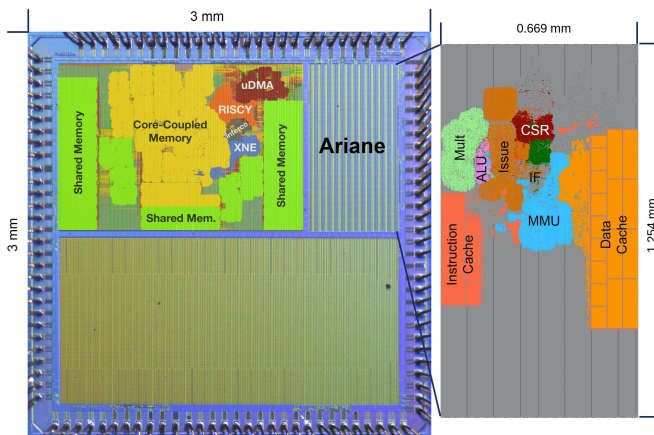 3 mm
0.669 mm
3 mm
1.254 mm
uDMA
RISCY
Interco
XNE
Core-Coupled
Memory
Shared Memory
Shared Memory
Shared Mem.
Ariane
Mult
ALU
Issue
CSR
IF
MMU
Instruction
Cache
Data
Cache